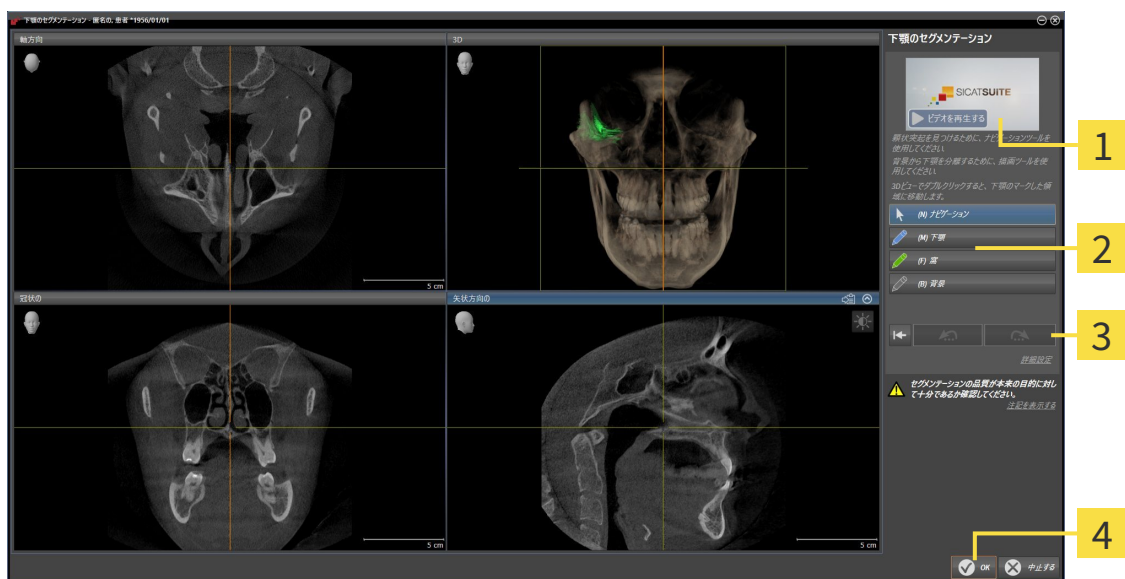 下顎のセグメンテーション - 匿名の, 患者 *1956/01/01
軸方向
5 cm
3D
冠状の
5 cm
矢状方向の
5 cm
下顎のセグメンテーション
SICATSUITE
ビデオを再生する
顆状突起を見つけるために、ナビゲーションツールを
使用してください
背景から下顎を分離するために、描画ツールを使
用してください
3Dビューでダブルクリックすると、下顎のマークした領
域に移動します。
(N) ナビゲーション
(M) 下顎
(F) 窩
(B) 背景
詳細設定
セグメンテーションの品質が本来の目的に対し
て十分であるか確認してください。
注記を表示する
OK
中止する
1
2
3
4